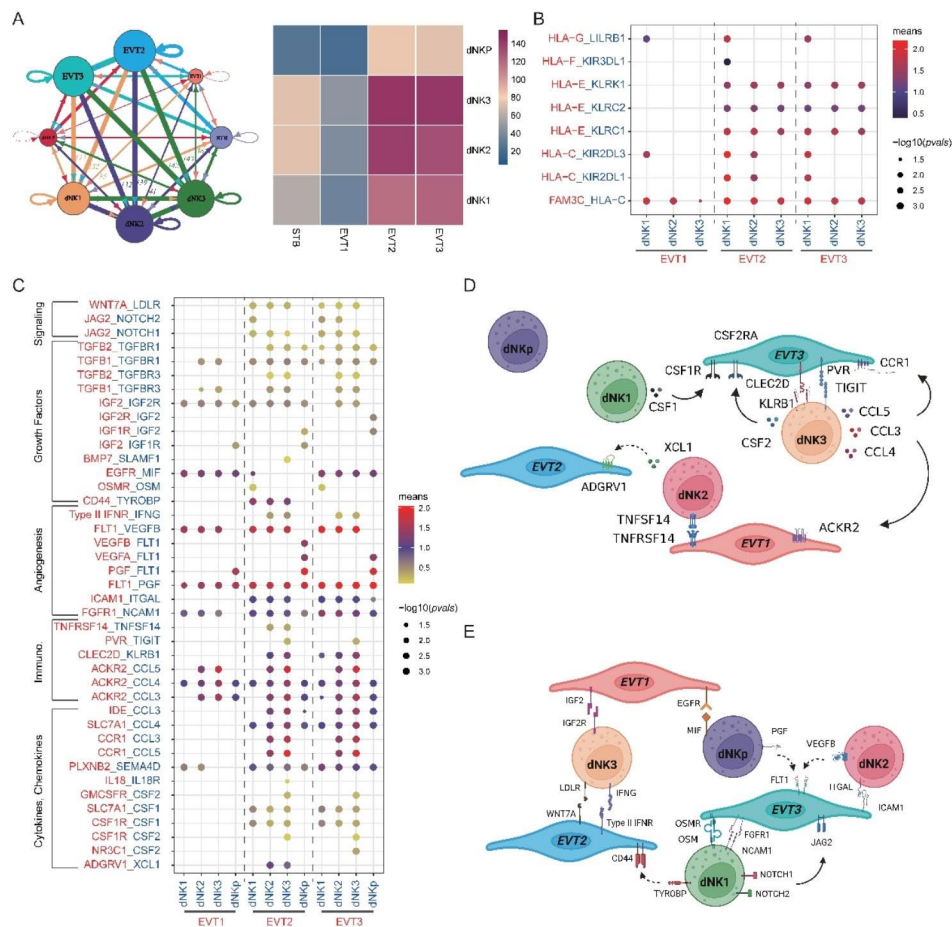 A
EVT2
EVT3
EVT1
STB
dNK1
dNK2
dNK3
dNKP
dNK3
dNK2
dNK1
STB
EVT1
EVT2
EVT3
140
120
100
80
60
40
20
B
HLA-G_LILRB1
HLA-F_KIR3DL1
HLA-E_KLRK1
HLA-E_KLRC2
HLA-E_KLRC1
HLA-C_KIR2DL3
HLA-C_KIR2DL1
FAM3C_HLA-C
dNK1 dNK2 dNK3 dNK1 dNK2 dNK3 dNK1 dNK2 dNK3
EVT1 EVT2 EVT3
means
2.0
1.5
1.0
0.5
-log10(pvals)
1.5
2.0
2.5
3.0
C
Signaling
WNT7A_LDLR
JAG2_NOTCH2
JAG2_NOTCH1
Growth Factors
TGFB2_TGFBR1
TGFB1_TGFBR1
TGFB2_TGFBR3
TGFB1_TGFBR3
IGF2_IGF2R
IGF2R_IGF2
IGF1R_IGF2
IGF2_IGF1R
BMP7_SLAMF1
EGFR_MIF
OSMR_OSM
CD44_TYROBP
Angiogenesis
Type II IFNR_IFNG
FLT1_VEGFB
VEGFB_FLT1
VEGFA_FLT1
PGF_FLT1
FLT1_PGF
ICAM1_ITGAL
FGFR1_NCAM1
Immuno.
TNFRSF14_TNFSF14
PVR_TIGIT
CLEC2D_KLRB1
ACKR2_CCL5
ACKR2_CCL4
ACKR2_CCL3
Cytokines, Chemokines
IDE_CCL3
SLC7A1_CCL4
CCR1_CCL3
CCR1_CCL5
PLXNB2_SEMA4D
IL18_IL18R
GMCSFR_CSF2
SLC7A1_CSF1
CSF1R_CSF1
CSF1R_CSF2
NR3C1_CSF2
ADGRV1_XCL1
dNK1 dNK2 dNK3 dNKp dNK1 dNK2 dNK3 dNKp dNK1 dNK2 dNK3 dNKp
EVT1 EVT2 EVT3
means
2.0
1.5
1.0
0.5
-log10(pvals)
1.5
2.0
2.5
3.0
D
dNKp
dNK1
CSF1
CSF1R
CSF2RA
EVT3
CLEC2D
KLRB1
PVR
TIGIT
CCR1
CSF2
dNK3
CCL5
CCL3
CCL4
EVT2
ADGRV1
XCL1
dNK2
TNFSF14
TNFRSF14
EVT1
ACKR2
E
EVT1
IGF2
IGF2R
EGFR
MIF
dNKp
PGF
VEGFB
dNK2
dNK3
LDLR
IFNG
WNT7A
Type II IFNR
EVT2
CD44
FLT1
ITGAL
ICAM1
EVT3
OSMR
OSM
FGFR1
NCAM1
JAG2
dNK1
TYROBP
NOTCH1
NOTCH2